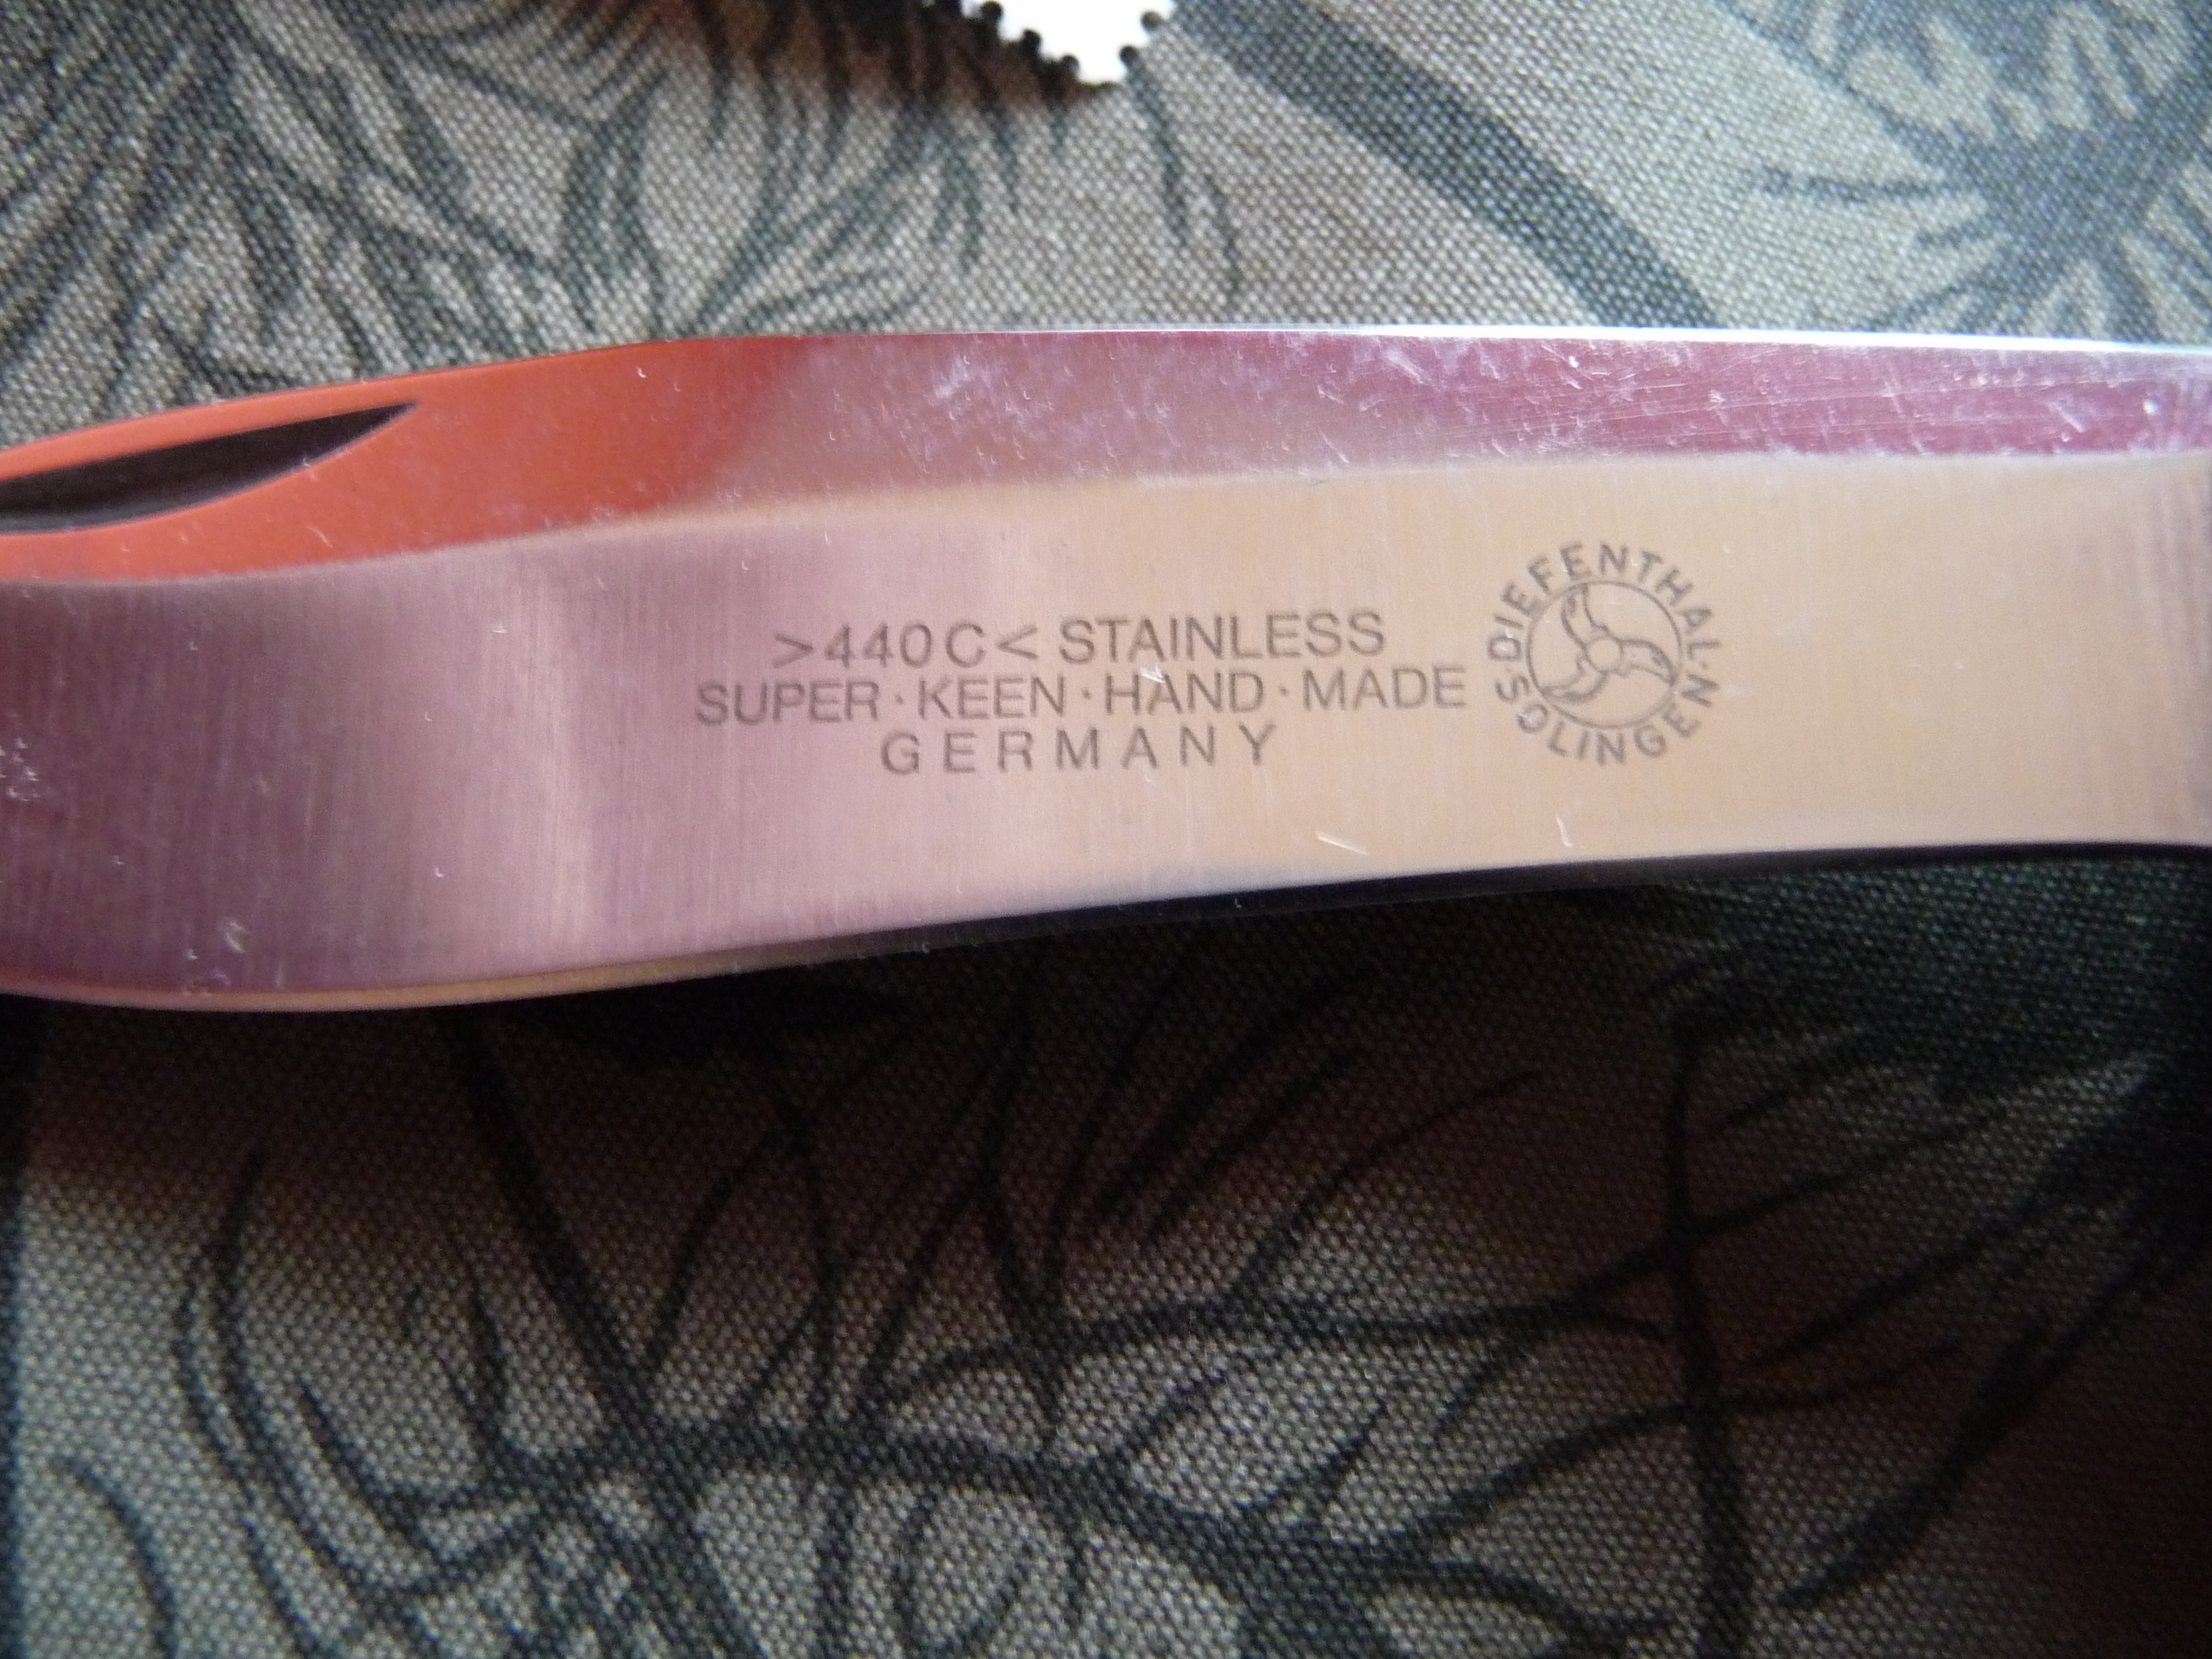 >440C< STAINLESS
SUPER·KEEN·HAND·MADE
GERMANY
DIEFENTHAL·
SOLINGEN·